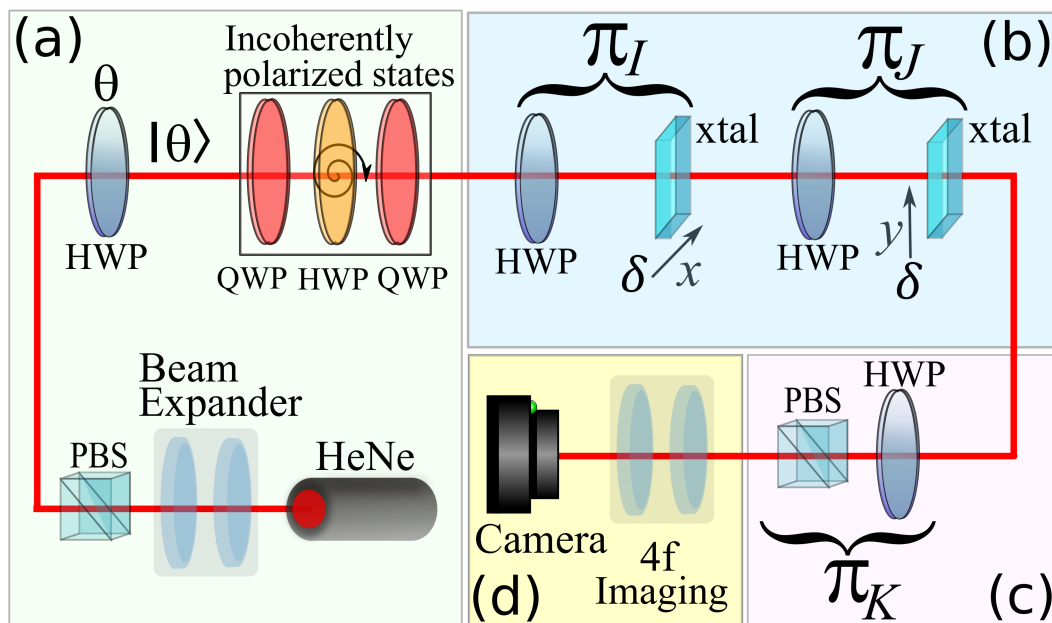 (a)
θ
|θ⟩
HWP
Incoherently
polarized states
QWP HWP QWP
PBS
Beam
Expander
HeNe
(b)
π_I
HWP
xtal
δ x
π_J
HWP
xtal
y
δ
(c)
HWP
PBS
π_K
(d)
Camera
4f
Imaging